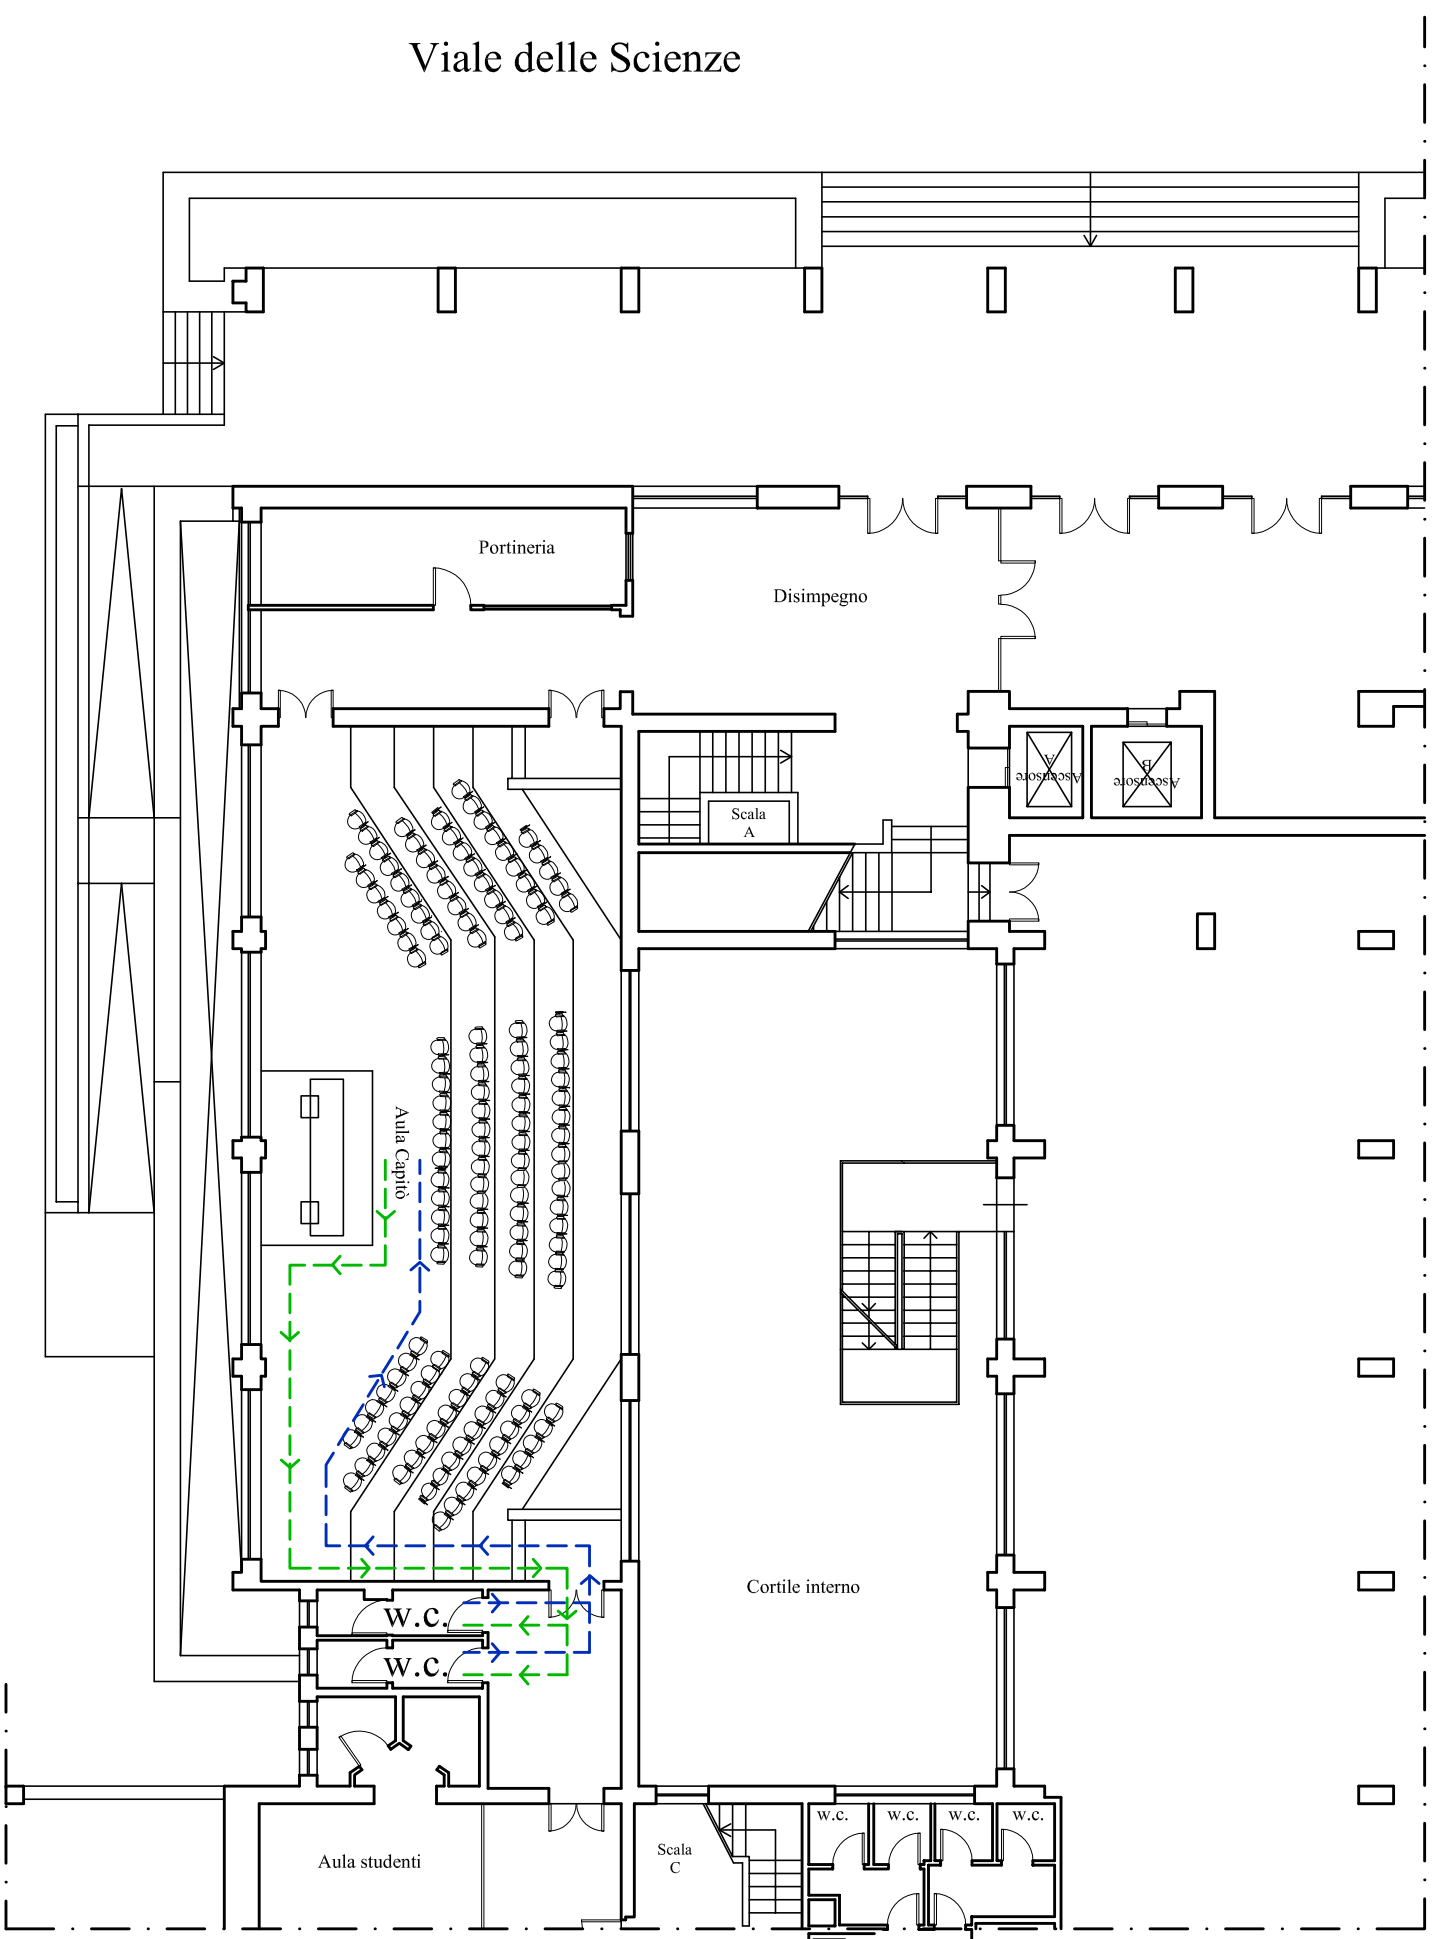 Viale delle Scienze
Portineria
Disimpegno
Ascensore
A
Ascensore
B
Scala
A
Aula Capitò
Cortile interno
w.c.
w.c.
w.c.
w.c.
w.c.
w.c.
Scala
C
Aula studenti